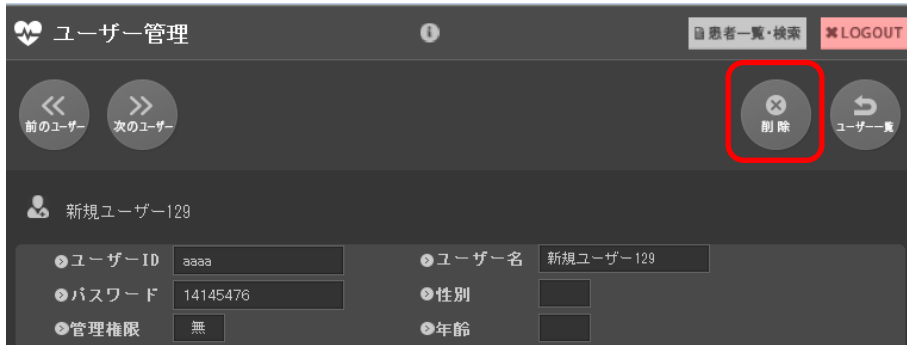 ユーザー管理 患者一覧・検索 LOGOUT
前のユーザー 次のユーザー 削除 ユーザー一覧
新規ユーザー129
ユーザーID aaaa ユーザー名 新規ユーザー129
パスワード 14145476 性別
管理権限 無 年齢